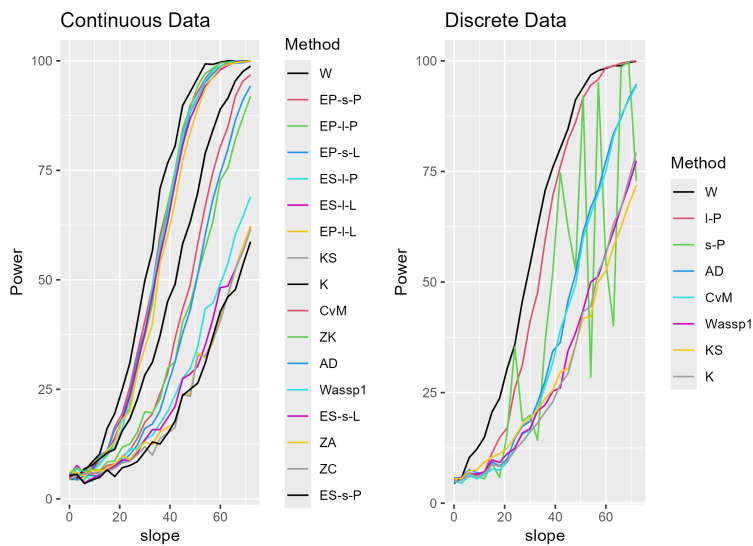 Continuous Data
Power
100
75
50
25
0
0 20 40 60
slope
Method
W
EP-s-P
EP-l-P
EP-s-L
ES-l-P
ES-l-L
EP-l-L
KS
K
CvM
ZK
AD
Wassp1
ES-s-L
ZA
ZC
ES-s-P
Discrete Data
Power
100
75
50
25
0
0 20 40 60
slope
Method
W
l-P
s-P
AD
CvM
Wassp1
KS
K